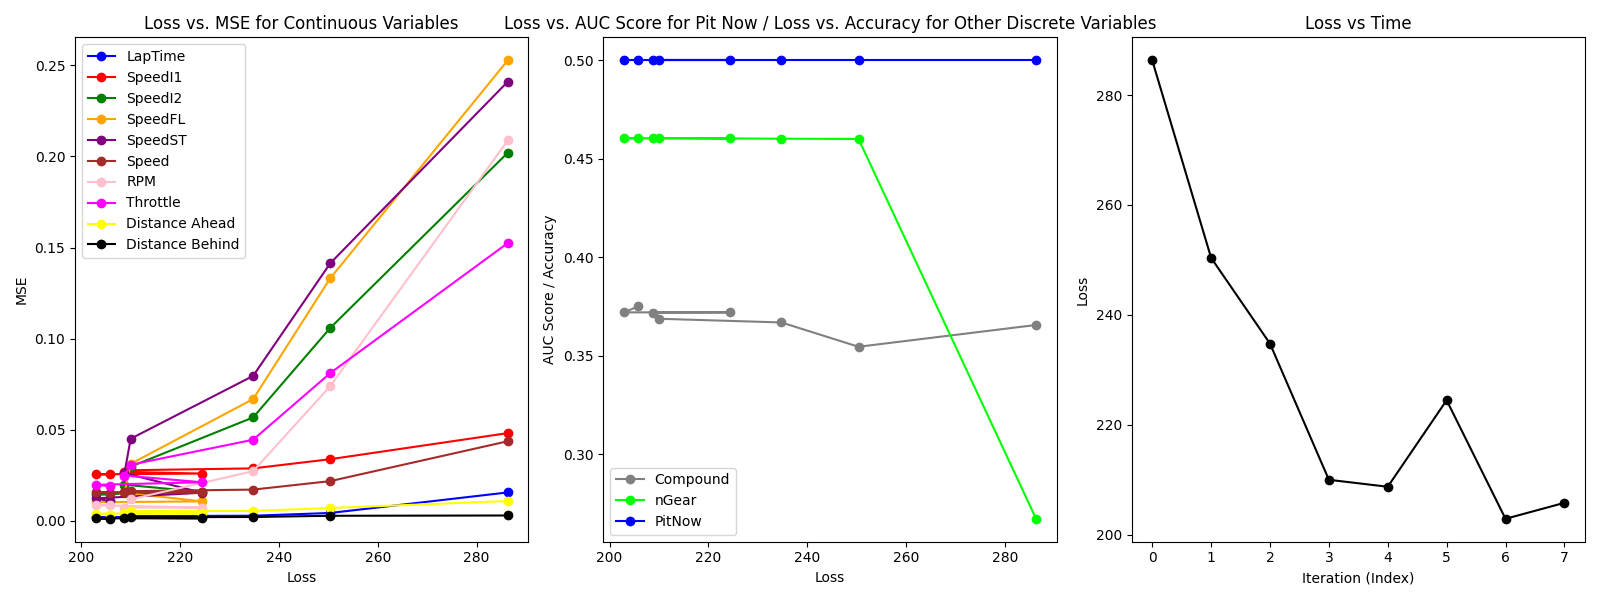 Loss vs. MSE for Continuous Variables
LapTime
SpeedI1
SpeedI2
SpeedFL
SpeedST
Speed
RPM
Throttle
Distance Ahead
Distance Behind
0.25
0.20
0.15
0.10
0.05
0.00
MSE
200 220 240 260 280
Loss
Loss vs. AUC Score for Pit Now / Loss vs. Accuracy for Other Discrete Variables
0.50
0.45
0.40
0.35
0.30
AUC Score / Accuracy
Compound
nGear
PitNow
200 220 240 260 280
Loss
Loss vs Time
280
260
240
220
200
Loss
0 1 2 3 4 5 6 7
Iteration (Index)